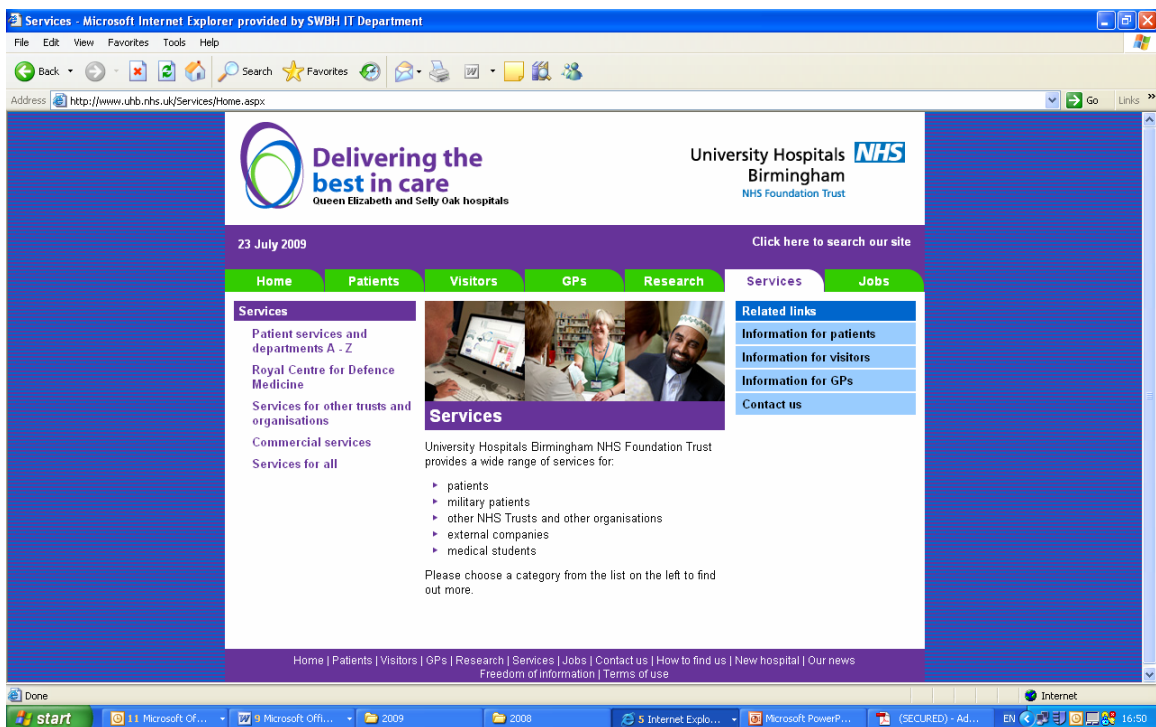 Services - Microsoft Internet Explorer provided by SWBH IT Department
File Edit View Favorites Tools Help
Back Search Favorites
Address http://www.uhb.nhs.uk/Services/Home.aspx Go Links »
Delivering the
best in care
Queen Elizabeth and Selly Oak hospitals
University Hospitals NHS
Birmingham
NHS Foundation Trust
23 July 2009
Click here to search our site
Home Patients Visitors GPs Research Services Jobs
Services
Patient services and
departments A - Z
Royal Centre for Defence
Medicine
Services for other trusts and
organisations
Commercial services
Services for all
Services
University Hospitals Birmingham NHS Foundation Trust
provides a wide range of services for:
patients
military patients
other NHS Trusts and other organisations
external companies
medical students
Please choose a category from the list on the left to find
out more.
Related links
Information for patients
Information for visitors
Information for GPs
Contact us
Home | Patients | Visitors | GPs | Research | Services | Jobs | Contact us | How to find us | New hospital | Our news
Freedom of information | Terms of use
Done Internet
start 11 Microsoft Of... 9 Microsoft Offi... 2009 2008 5 Internet Explo... Microsoft PowerP... (SECURED) - Ad... EN 16:50